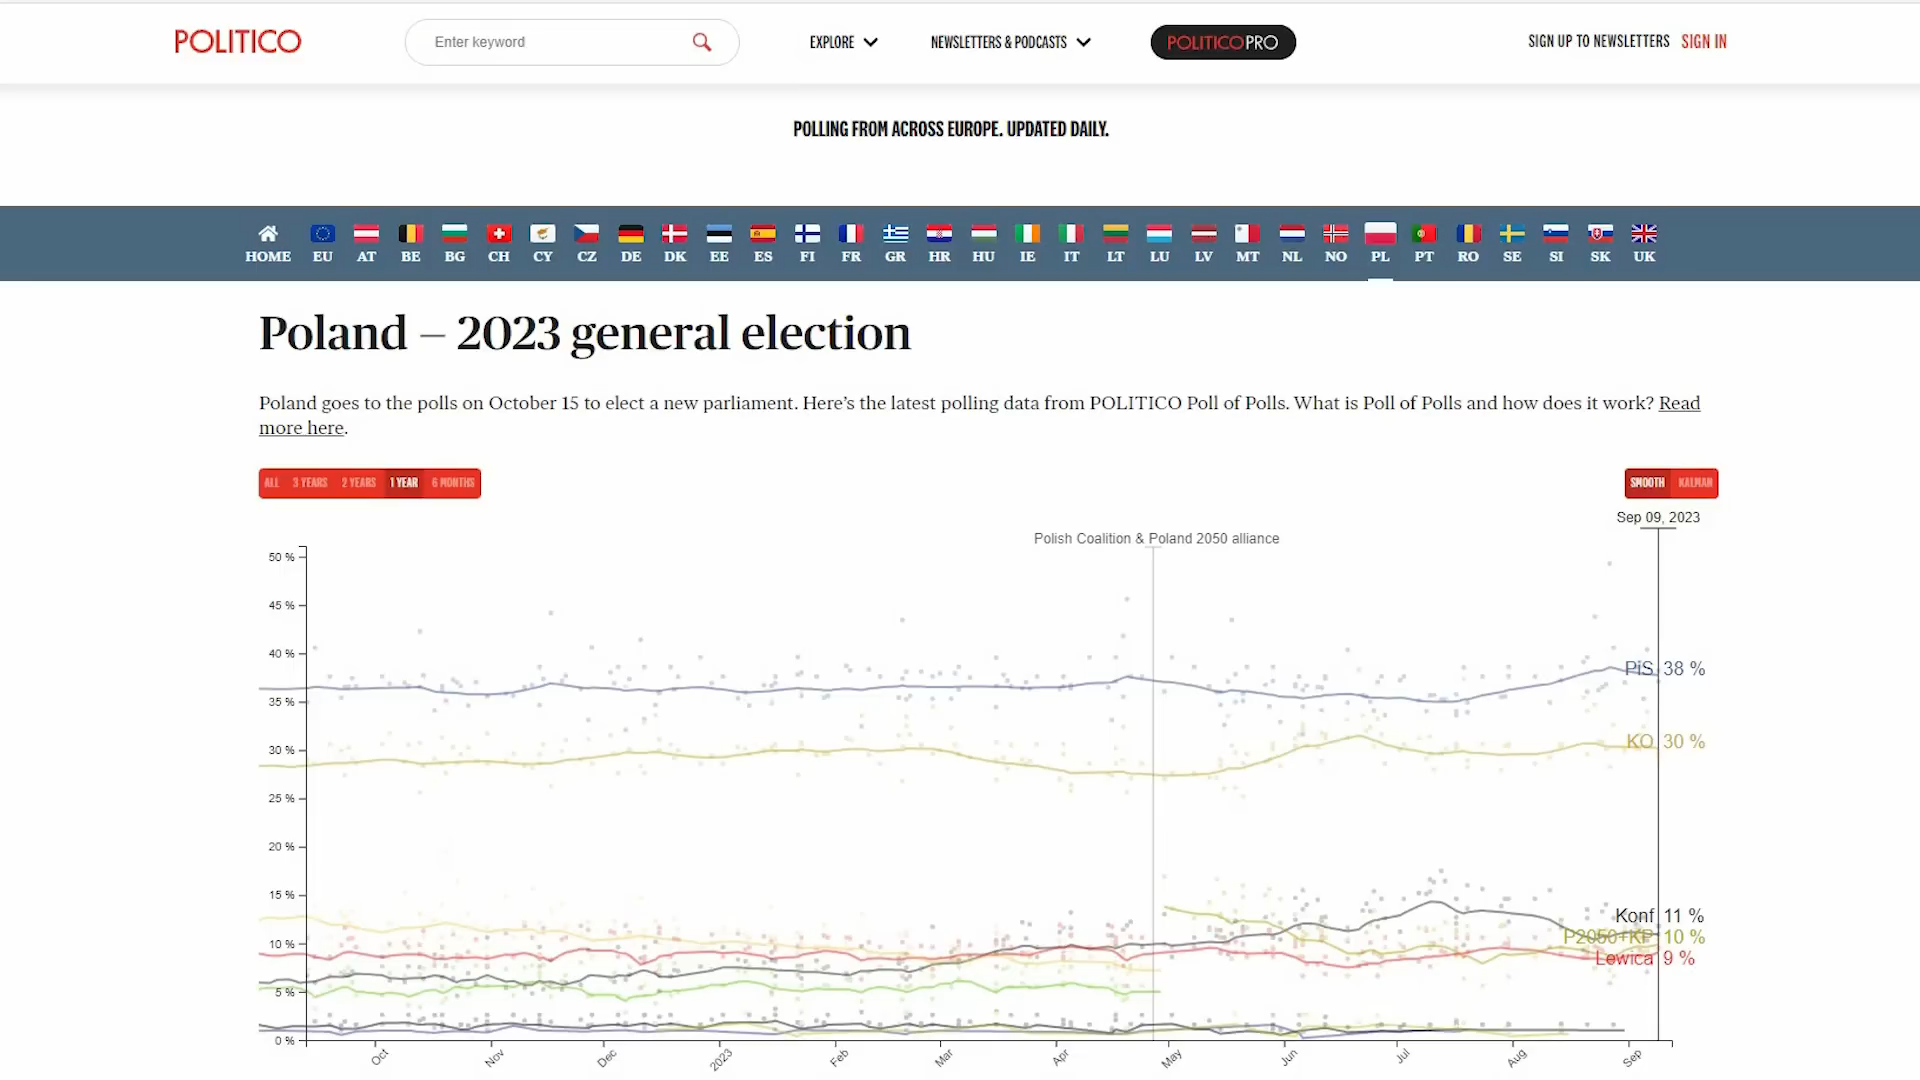 POLITICO
Enter keyword
EXPLORE
NEWSLETTERS & PODCASTS
POLITICOPRO
SIGN UP TO NEWSLETTERS
SIGN IN
POLLING FROM ACROSS EUROPE. UPDATED DAILY.
HOME EU AT BE BG CH CY CZ DE DK EE ES FI FR GR HR HU IE IT LT LU LV MT NL NO PL PT RO SE SI SK UK
Poland – 2023 general election
Poland goes to the polls on October 15 to elect a new parliament. Here’s the latest polling data from POLITICO Poll of Polls. What is Poll of Polls and how does it work? Read
more here.
ALL 3 YEARS 2 YEARS 1 YEAR 6 MONTHS
SMOOTH KALMAN
Sep 09, 2023
Polish Coalition & Poland 2050 alliance
50 %
45 %
40 %
PiS 38 %
35 %
30 %
KO 30 %
25 %
20 %
15 %
Konf 11 %
10 %
P2050+KP 10 %
Lewica 9 %
5 %
0 %
Oct Nov Dec 2023 Feb Mar Apr May Jun Jul Aug Sep